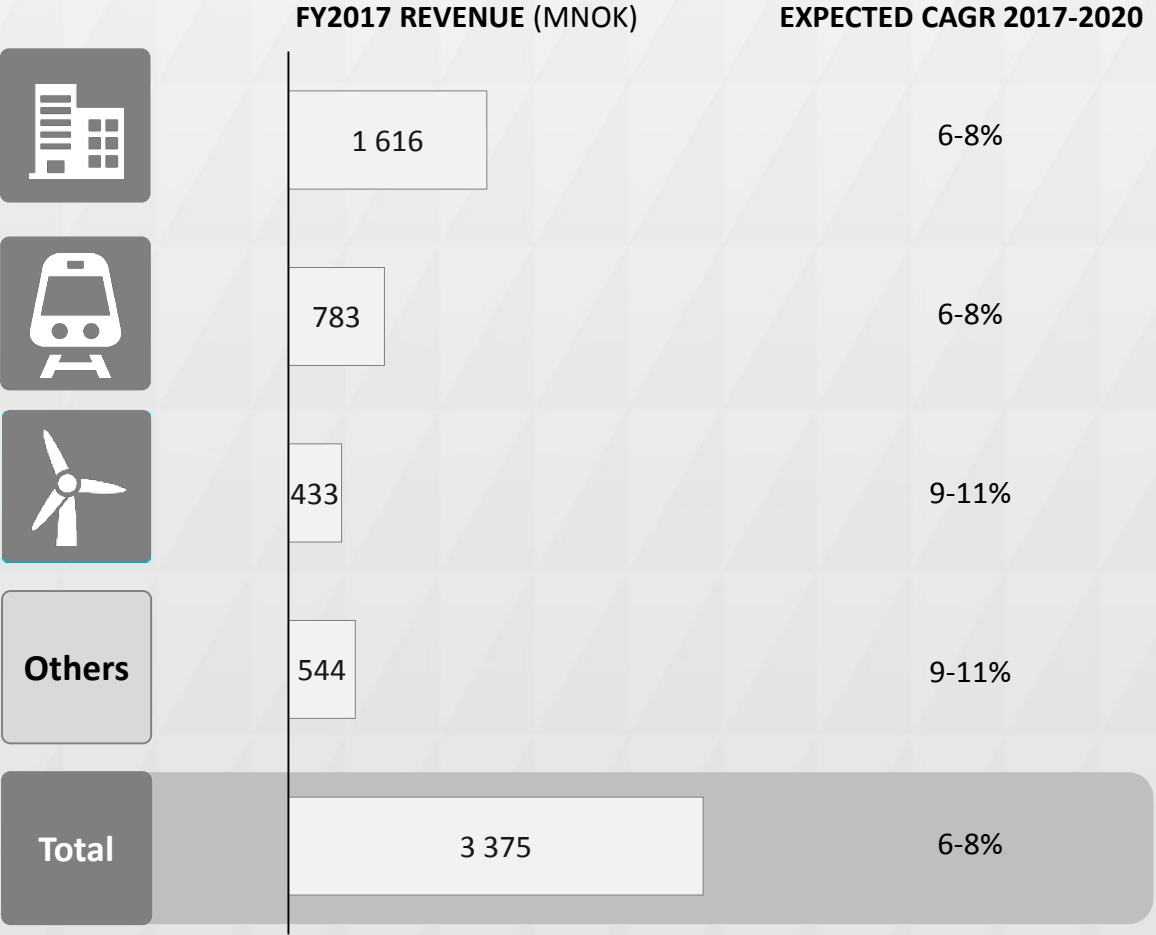 FY2017 REVENUE (MNOK) EXPECTED CAGR 2017-2020
1 616 6-8%
783 6-8%
433 9-11%
Others 544 9-11%
Total 3 375 6-8%